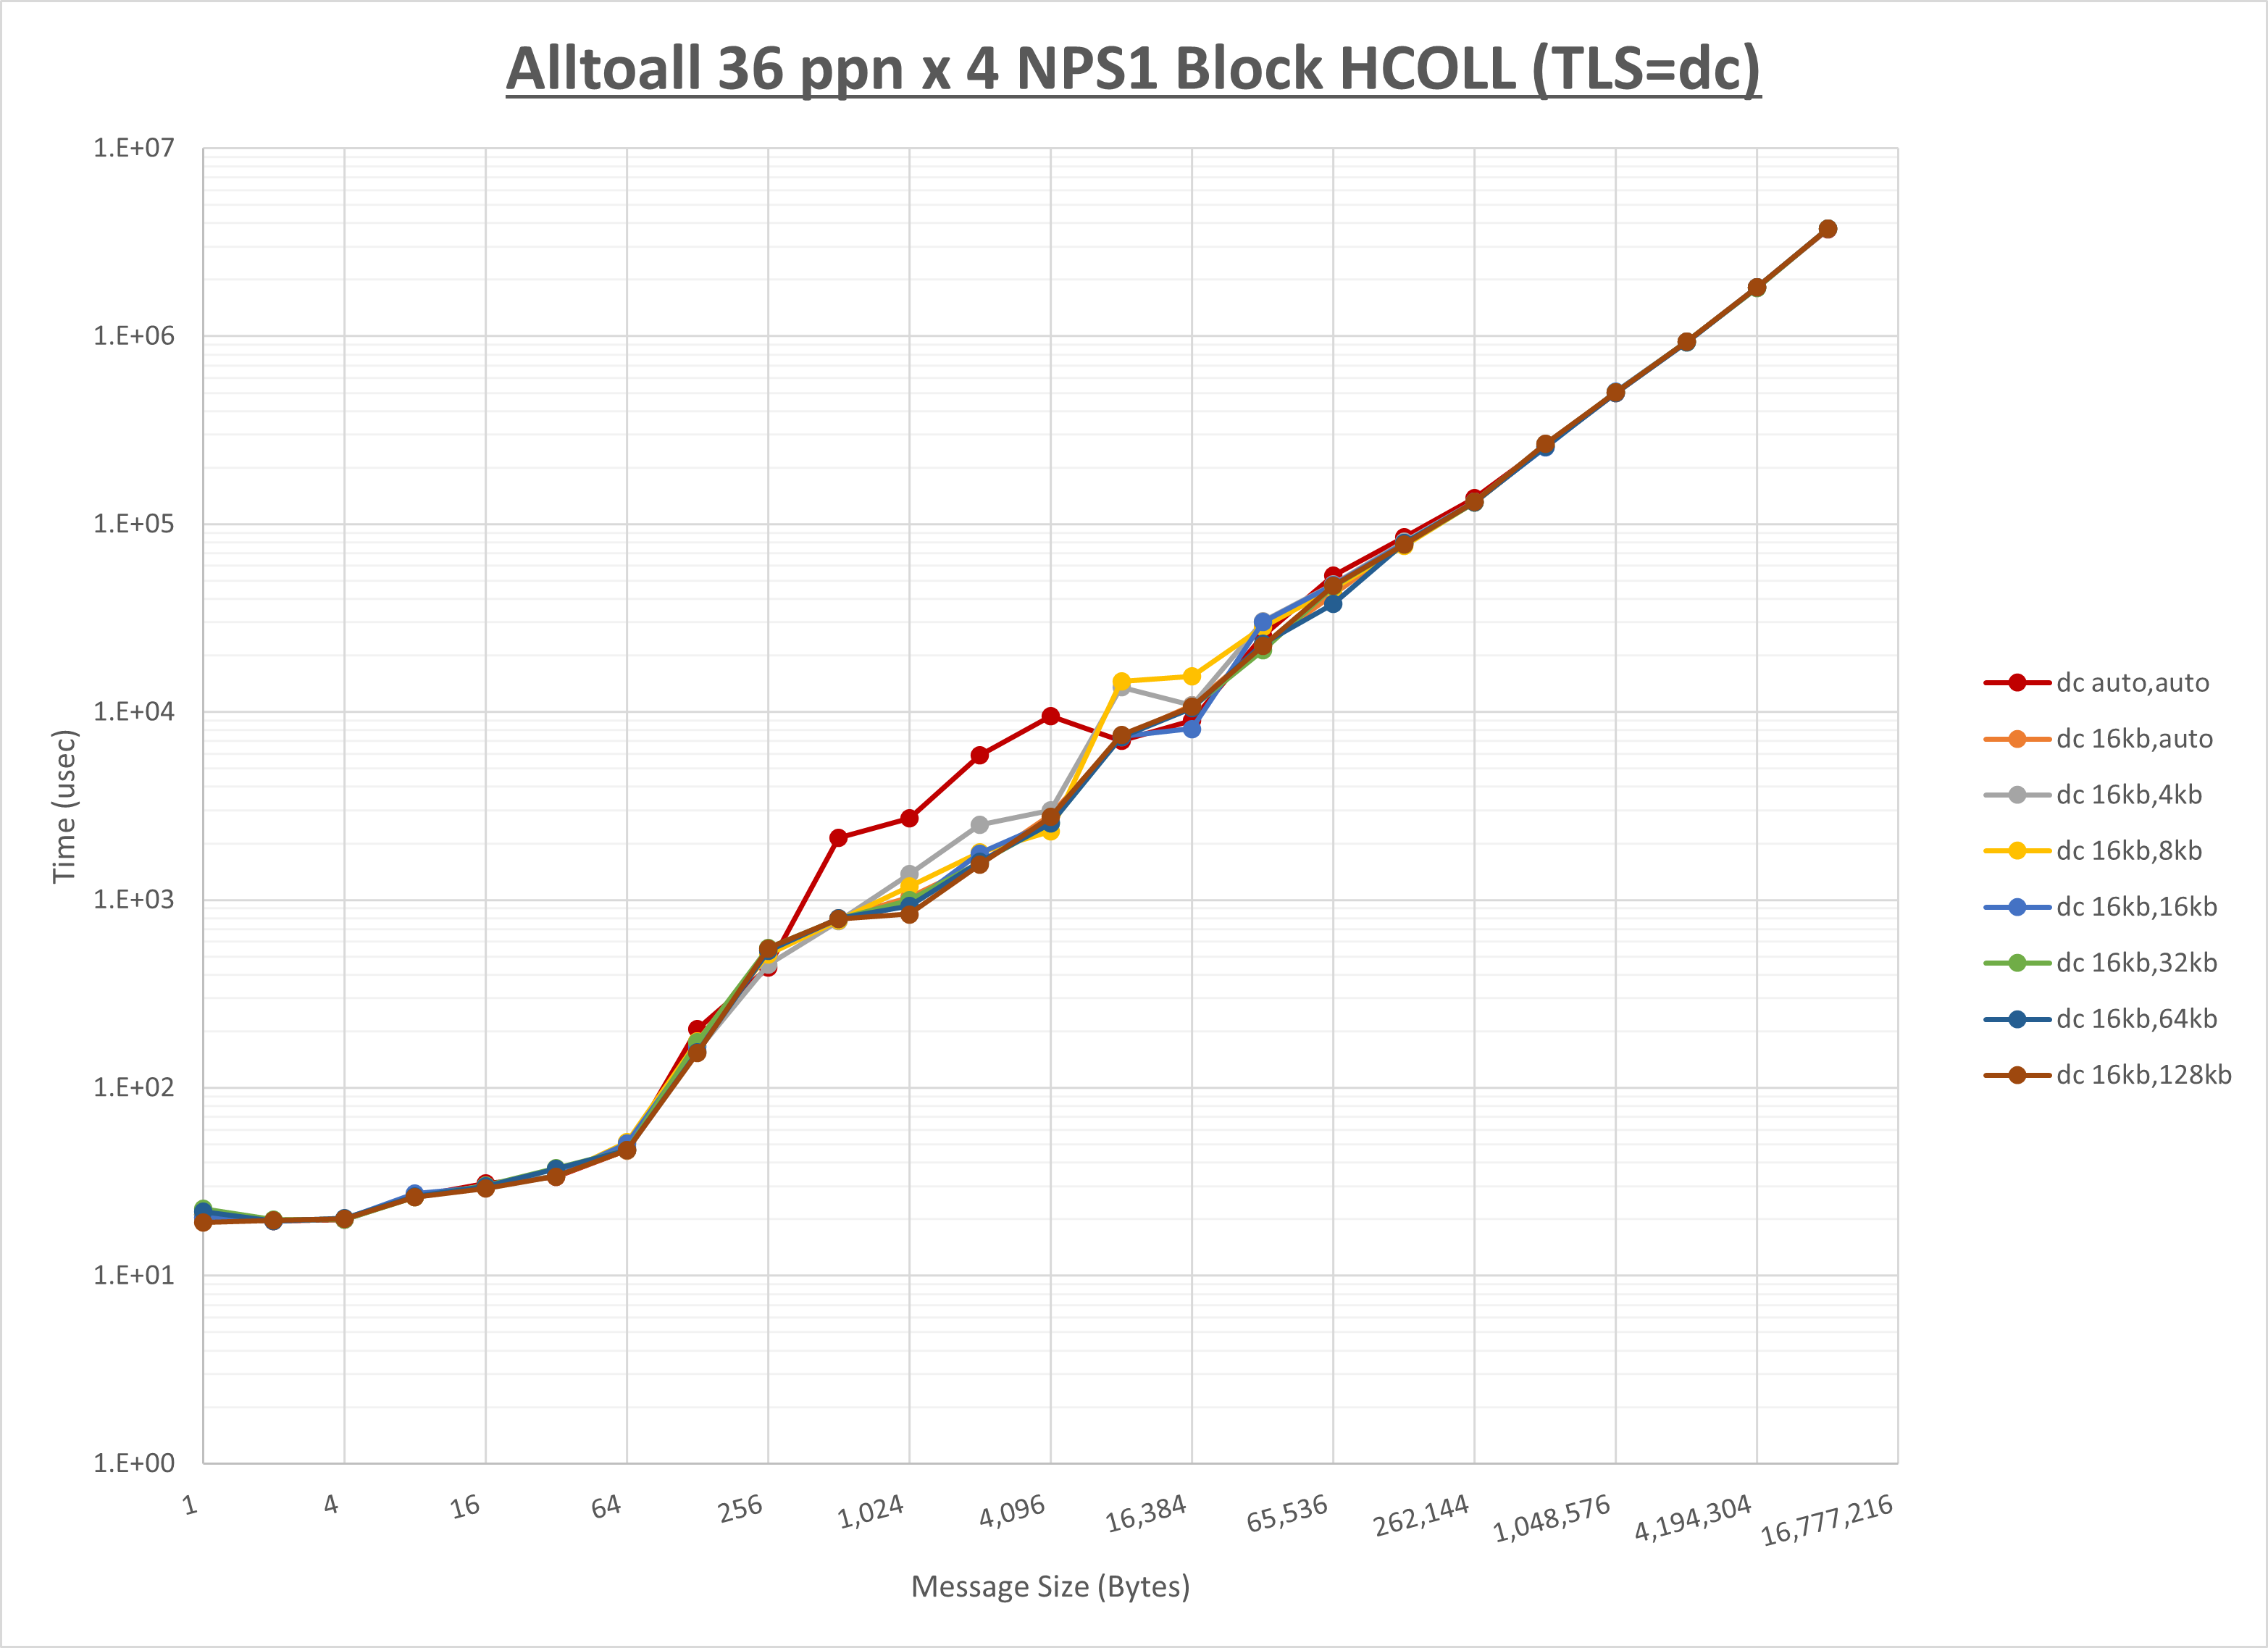 Alltoall 36 ppn x 4 NPS1 Block HCOLL (TLS=dc)
1.E+07
1.E+06
1.E+05
1.E+04
1.E+03
1.E+02
1.E+01
1.E+00
Time (usec)
1
4
16
64
256
1,024
4,096
16,384
65,536
262,144
1,048,576
4,194,304
16,777,216
Message Size (Bytes)
dc auto,auto
dc 16kb,auto
dc 16kb,4kb
dc 16kb,8kb
dc 16kb,16kb
dc 16kb,32kb
dc 16kb,64kb
dc 16kb,128kb